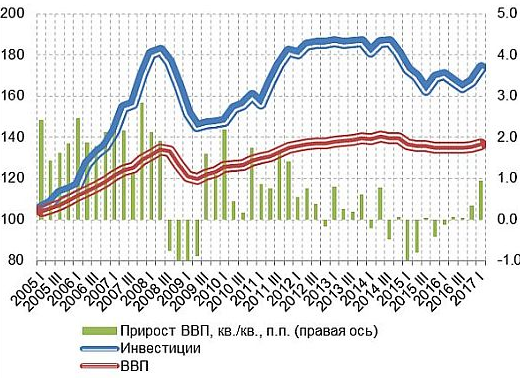 200
180
160
140
120
100
80
5.0
4.0
3.0
2.0
1.0
0.0
-1.0
2005 I
2005 III
2006 I
2006 III
2007 I
2007 III
2008 I
2008 III
2009 I
2009 III
2010 I
2010 III
2011 I
2011 III
2012 I
2012 III
2013 I
2013 III
2014 I
2014 III
2015 I
2015 III
2016 I
2016 III
2017 I
Прирост ВВП, кв./кв., п.п. (правая ось)
Инвестиции
ВВП